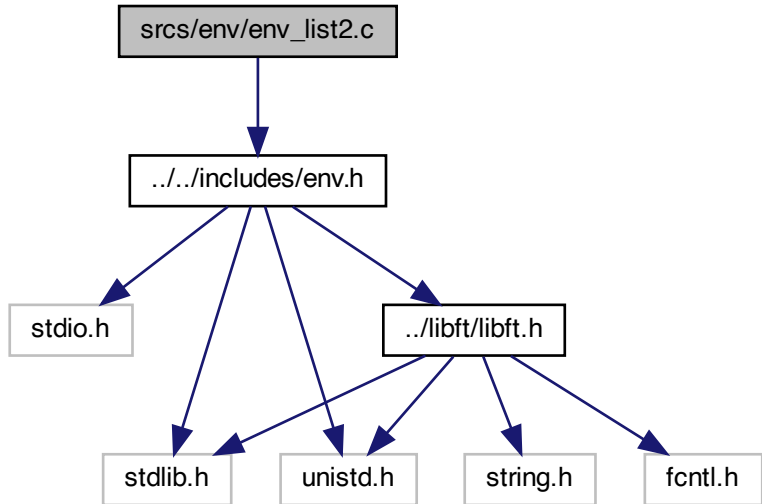 srcs/env/env_list2.c
../../includes/env.h
stdio.h
../libft/libft.h
stdlib.h
unistd.h
string.h
fcntl.h